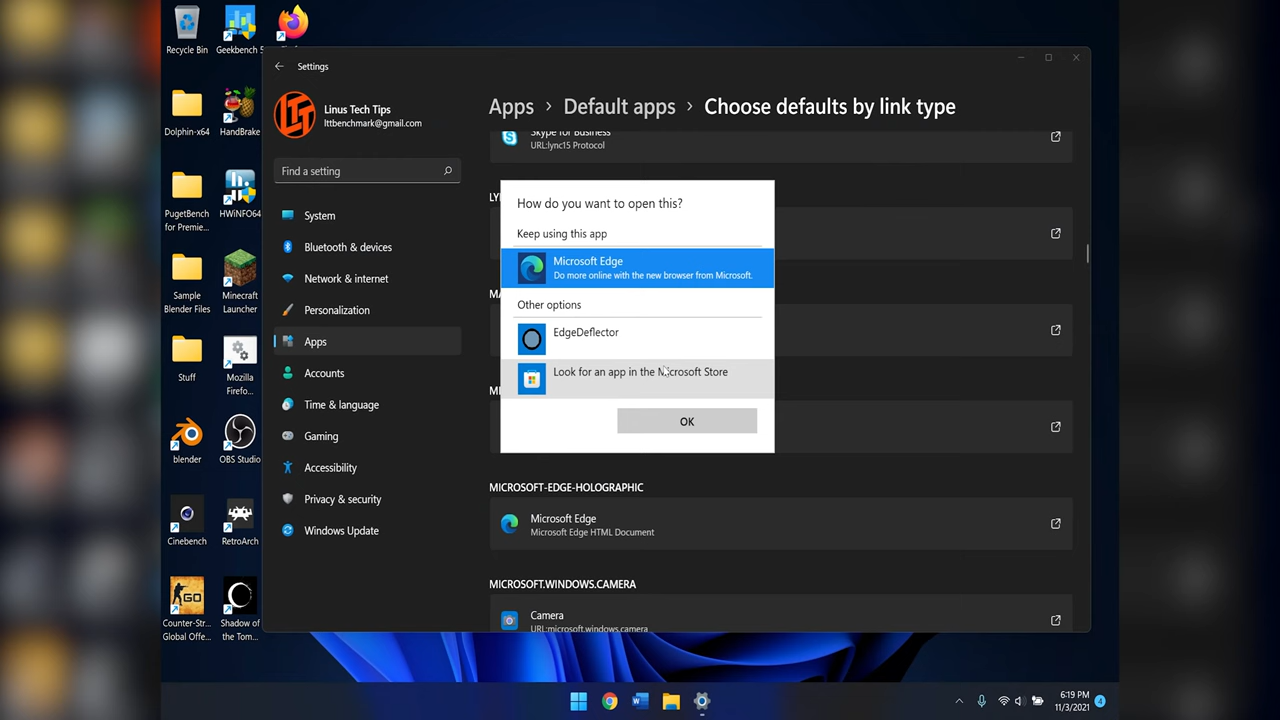 Recycle Bin
Geekbench 5
Dolphin-x64
HandBrake
PugetBench
for Premie...
HWiNFO64
Sample
Blender Files
Minecraft
Launcher
Stuff
Mozilla
Firefo...
blender
OBS Studio
Cinebench
RetroArch
GO
Counter-Str...
Global Offe...
Shadow of
the Tom...
Settings
LTT
Linus Tech Tips
lttbenchmark@gmail.com
Find a setting
System
Bluetooth & devices
Network & internet
Personalization
Apps
Accounts
Time & language
Gaming
Accessibility
Privacy & security
Windows Update
Apps › Default apps › Choose defaults by link type
Skype for Business
URL:lync15 Protocol
How do you want to open this?
Keep using this app
Microsoft Edge
Do more online with the new browser from Microsoft.
Other options
EdgeDeflector
Look for an app in the Microsoft Store
OK
MICROSOFT-EDGE-HOLOGRAPHIC
Microsoft Edge
Microsoft Edge HTML Document
MICROSOFT.WINDOWS.CAMERA
Camera
URL:microsoft.windows.camera
6:19 PM
11/3/2021
4